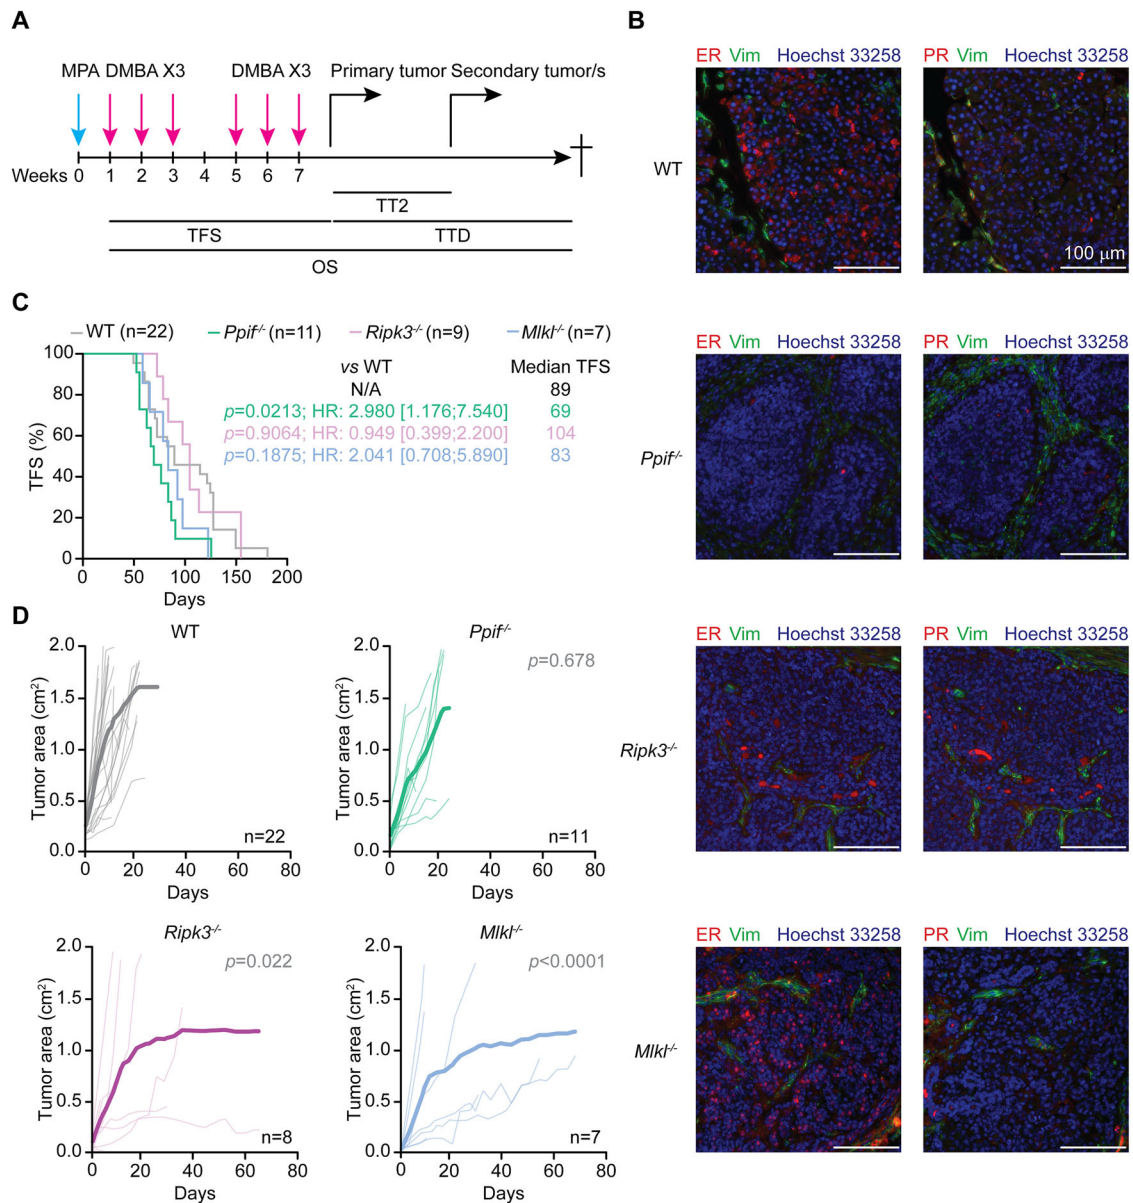 A
MPA DMBA X3 DMBA X3 Primary tumor Secondary tumor/s
Weeks 0 1 2 3 4 5 6 7
TT2
TFS TTD
OS
B
ER Vim Hoechst 33258 PR Vim Hoechst 33258
WT
100 µm
ER Vim Hoechst 33258 PR Vim Hoechst 33258
Ppif-/-
ER Vim Hoechst 33258 PR Vim Hoechst 33258
Ripk3-/-
ER Vim Hoechst 33258 PR Vim Hoechst 33258
Mlkl-/-
C
WT (n=22) Ppif-/- (n=11) Ripk3-/- (n=9) Mlkl-/- (n=7)
vs WT Median TFS
N/A 89
p=0.0213; HR: 2.980 [1.176;7.540] 69
p=0.9064; HR: 0.949 [0.399;2.200] 104
p=0.1875; HR: 2.041 [0.708;5.890] 83
TFS (%)
100
80
60
40
20
0
0 50 100 150 200
Days
D
WT
Tumor area (cm²)
2.0
1.5
1.0
0.5
0.0
n=22
0 20 40 60 80
Days
Ppif-/-
p=0.678
Tumor area (cm²)
2.0
1.5
1.0
0.5
0.0
n=11
0 20 40 60 80
Days
Ripk3-/-
p=0.022
Tumor area (cm²)
2.0
1.5
1.0
0.5
0.0
n=8
0 20 40 60 80
Days
Mlkl-/-
p<0.0001
Tumor area (cm²)
2.0
1.5
1.0
0.5
0.0
n=7
0 20 40 60 80
Days